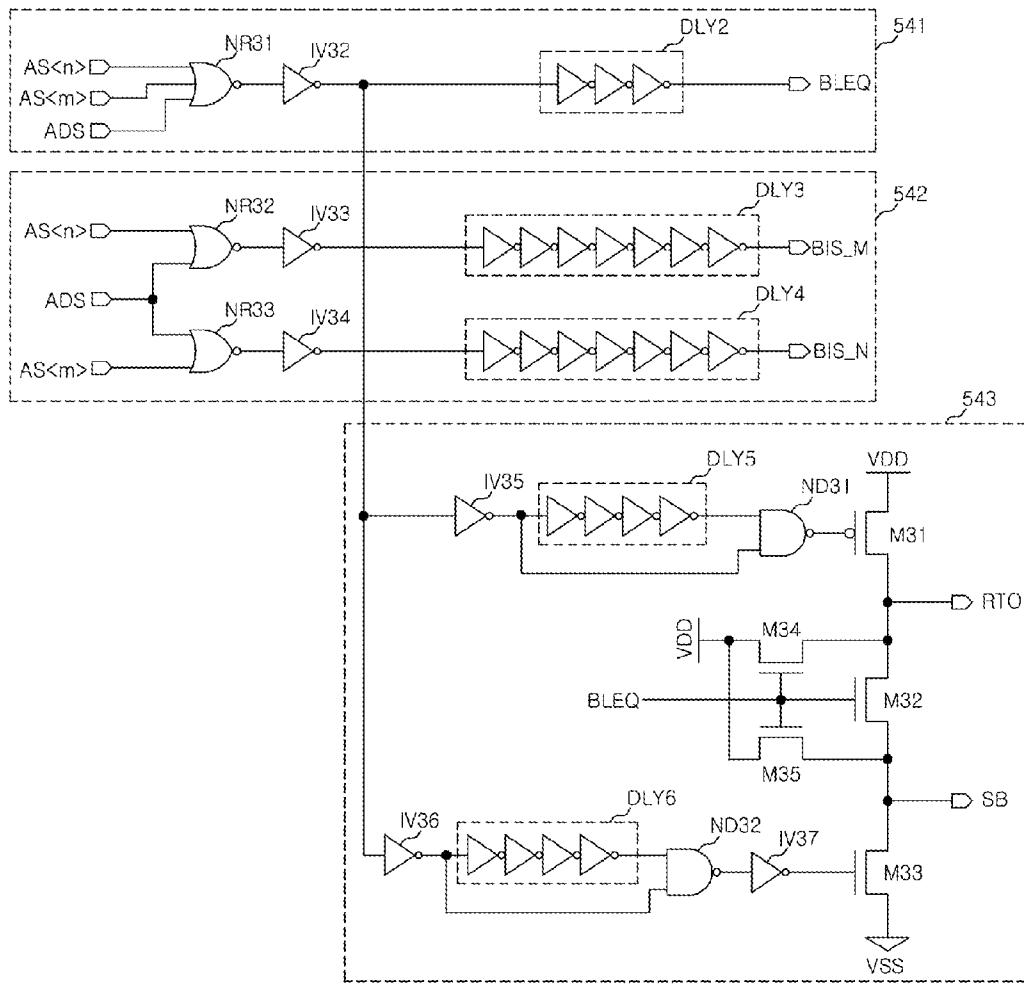 541
DLY2
NR31
IV32
AS<n>
AS<m>
ADS
BLEQ
542
DLY3
NR32
IV33
AS<n>
BIS_M
ADS
NR33
IV34
DLY4
AS<m>
BIS_N
543
VDD
DLY5
IV35
ND31
M31
RTO
VDD
M34
BLEQ
M32
M35
SB
DLY6
IV36
ND32
IV37
M33
VSS